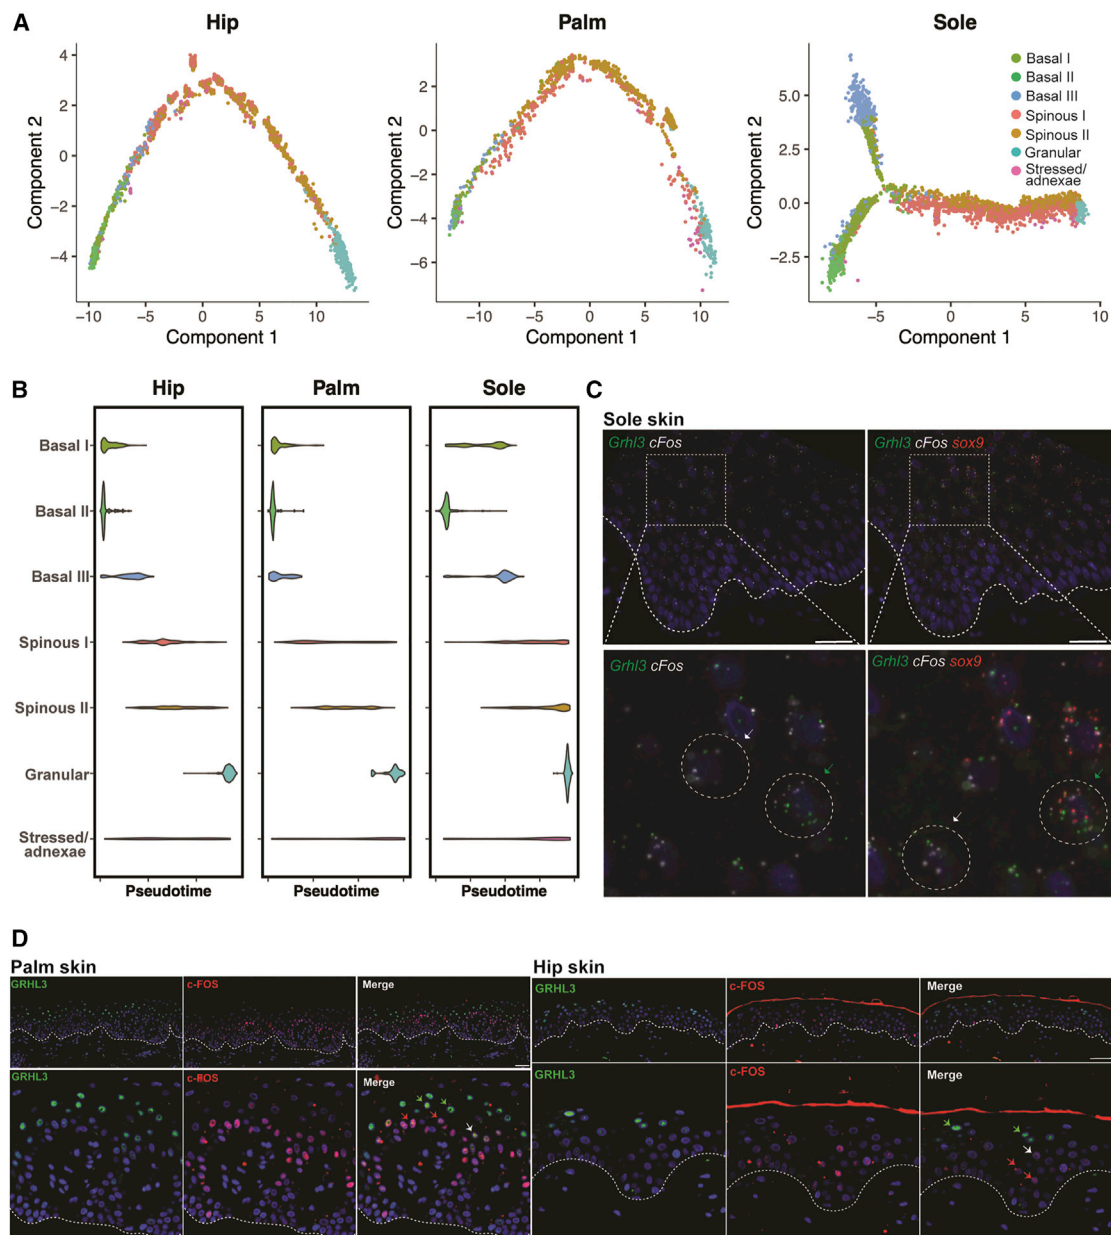 A
Hip
Palm
Sole
Component 2
4
2
0
−2
−4
−10
−5
0
5
10
Component 1
Component 2
2
0
−2
−4
−6
−10
−5
0
5
10
Component 1
Component 2
5.0
2.5
0.0
−2.5
−5
0
5
10
Component 1
Basal I
Basal II
Basal III
Spinous I
Spinous II
Granular
Stressed/
adnexae
B
Hip
Palm
Sole
Basal I
Basal II
Basal III
Spinous I
Spinous II
Granular
Stressed/
adnexae
Pseudotime
Pseudotime
Pseudotime
C
Sole skin
Grhl3 cFos
Grhl3 cFos sox9
Grhl3 cFos
Grhl3 cFos sox9
D
Palm skin
GRHL3
c-FOS
Merge
GRHL3
c-FOS
Merge
Hip skin
GRHL3
c-FOS
Merge
GRHL3
c-FOS
Merge